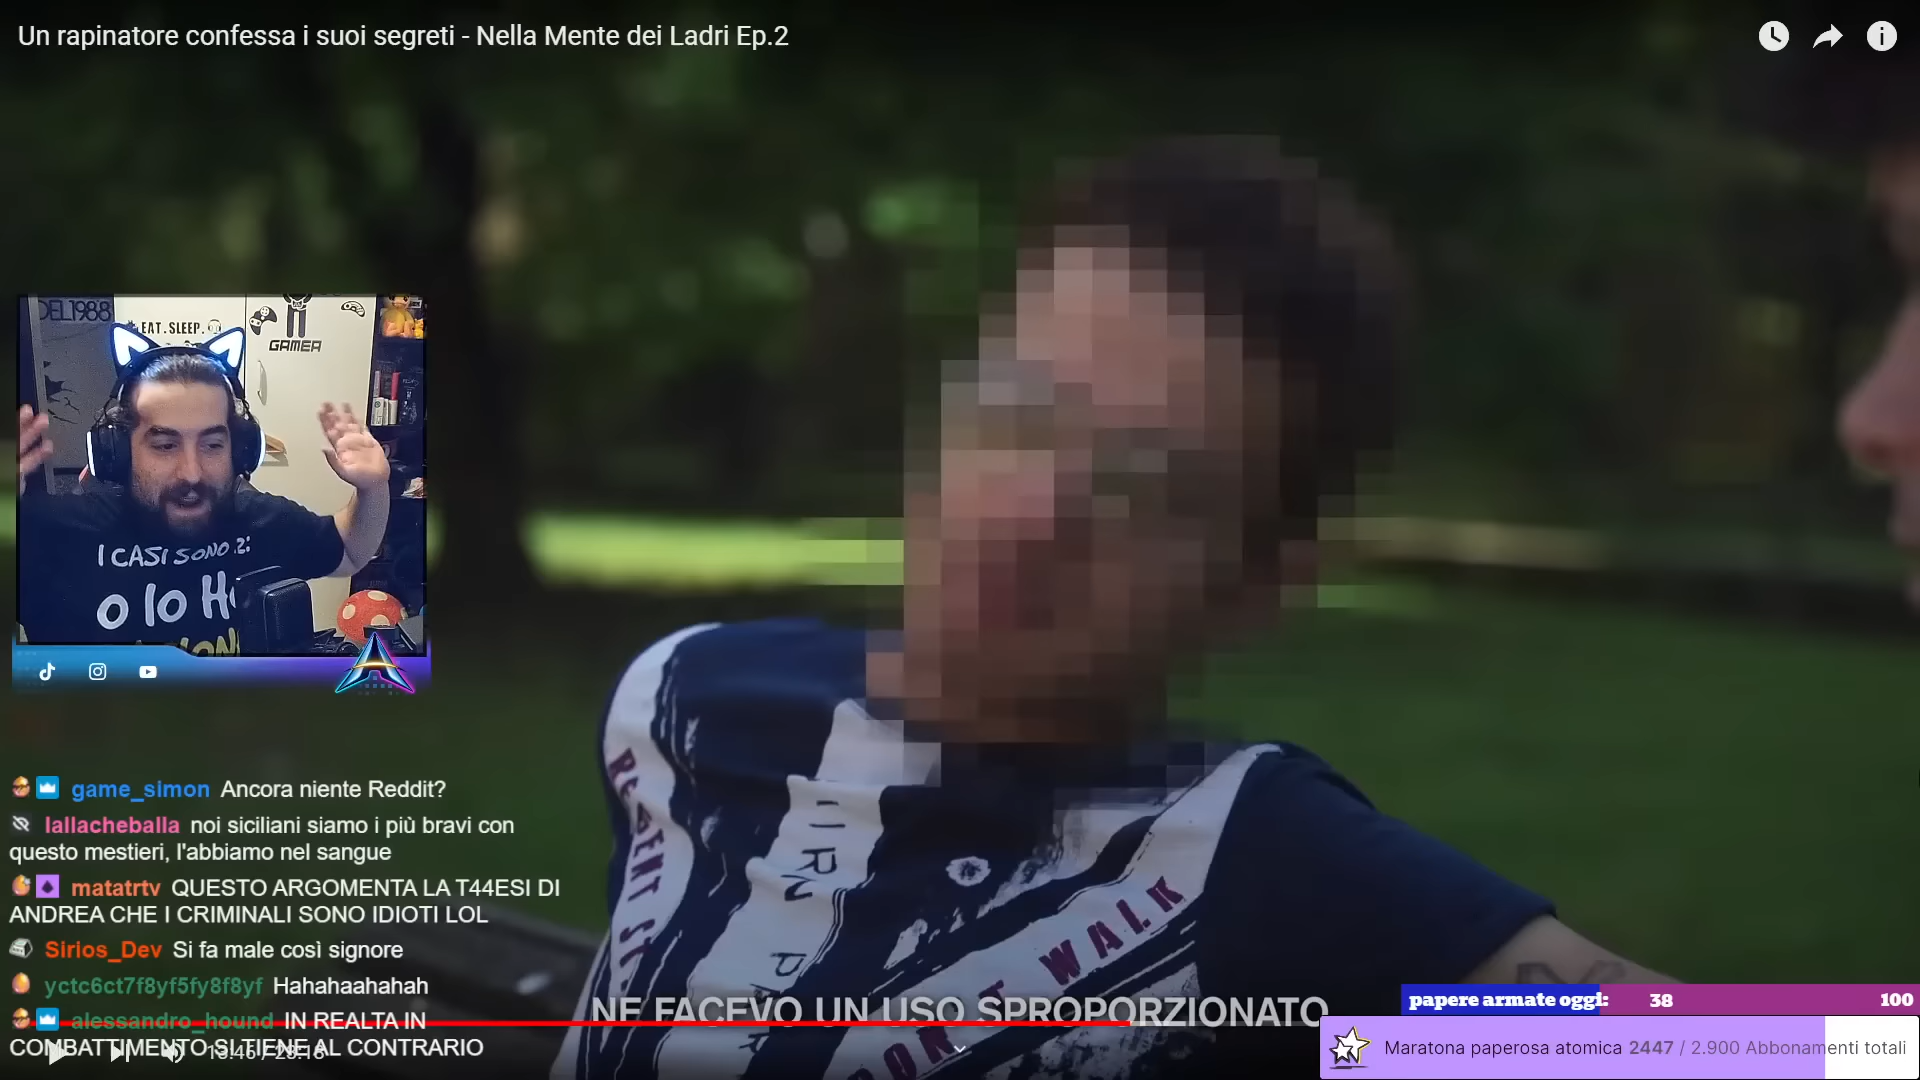 Un rapinatore confessa i suoi segreti - Nella Mente dei Ladri Ep.2
DEL1988
EAT.SLEEP.
GAMER
I CASI SONO 2:
O IO H
game_simon Ancora niente Reddit?
lallacheballa noi siciliani siamo i più bravi con
questo mestieri, l'abbiamo nel sangue
matatrtv QUESTO ARGOMENTA LA T44ESI DI
ANDREA CHE I CRIMINALI SONO IDIOTI LOL
Sirios_Dev Si fa male così signore
yctc6ct7f8yf5fy8f8yf Hahahaahahah
alessandro_hound IN REALTA IN
COMBATTIMENTO SI TIENE AL CONTRARIO
REGENT ST.
DON'T WALK
NE FACEVO UN USO SPROPORZIONATO
papere armate oggi: 38 100
Maratona paperosa atomica 2447 / 2.900 Abbonamenti totali